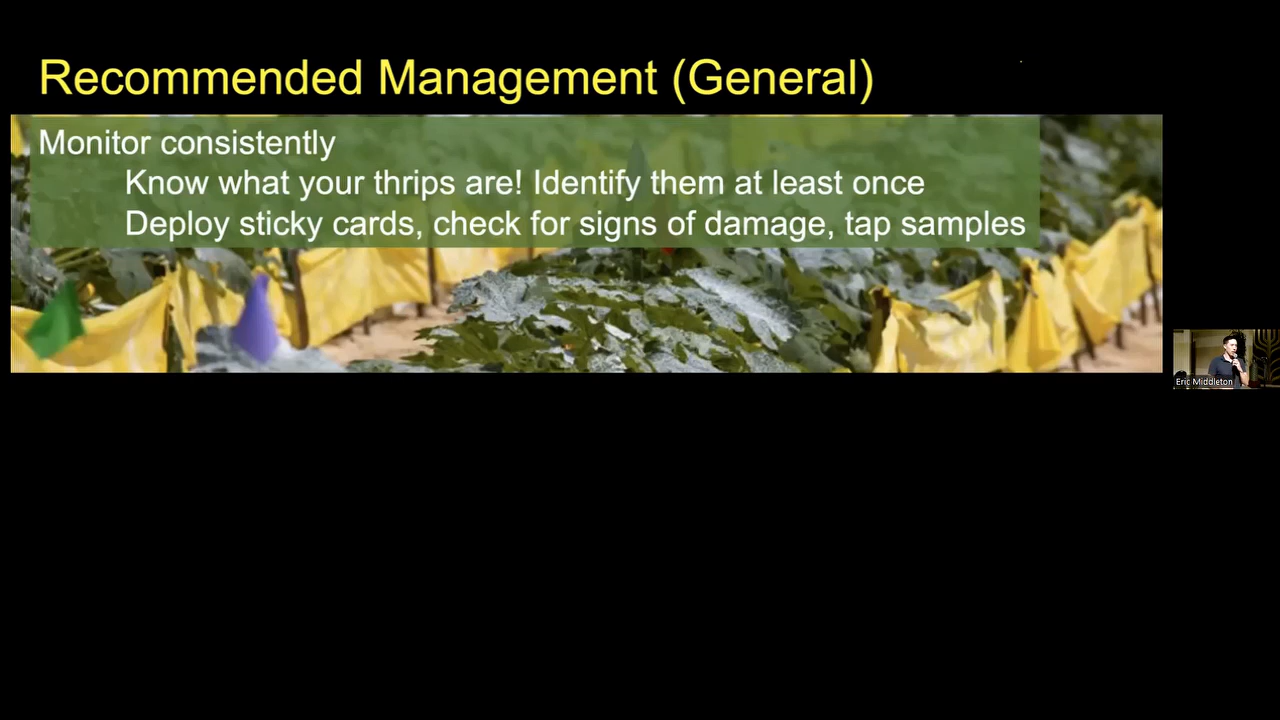 Recommended Management (General)
Monitor consistently
Know what your thrips are! Identify them at least once
Deploy sticky cards, check for signs of damage, tap samples
Eric Middleton